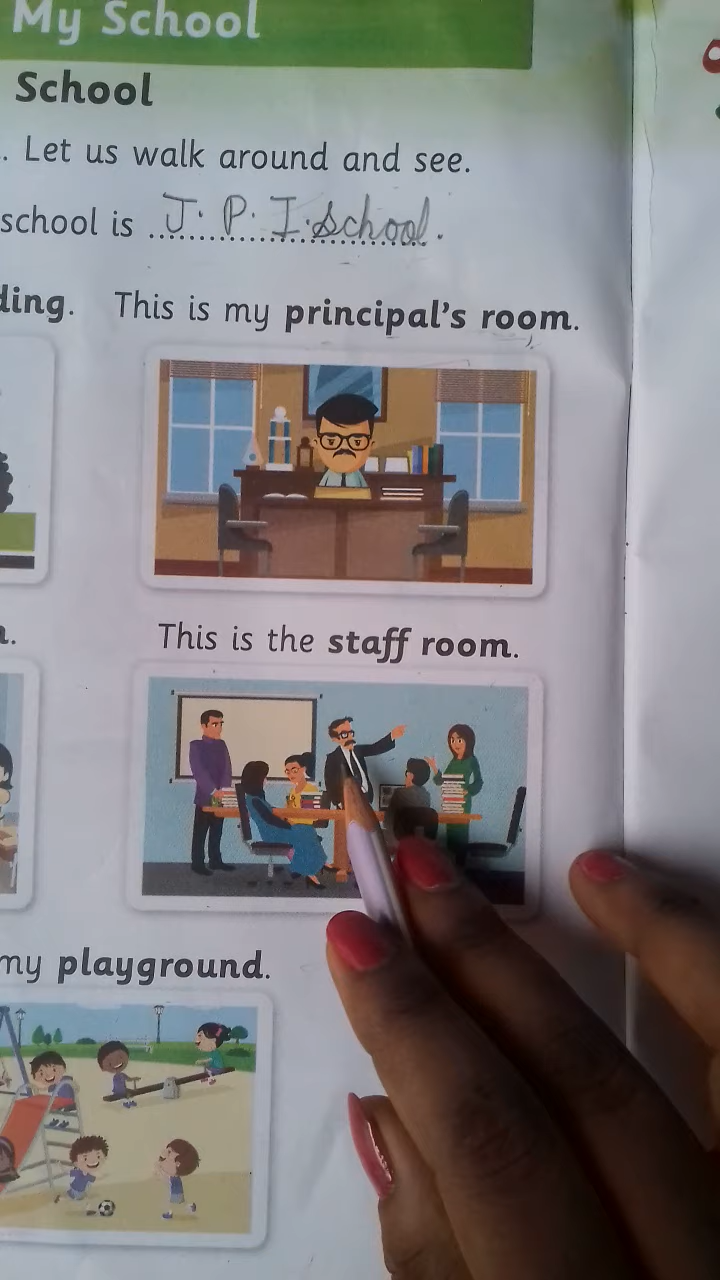 My School
School
. Let us walk around and see.
school is J. P. I. School.
ding. This is my principal's room.
This is the staff room.
my playground.